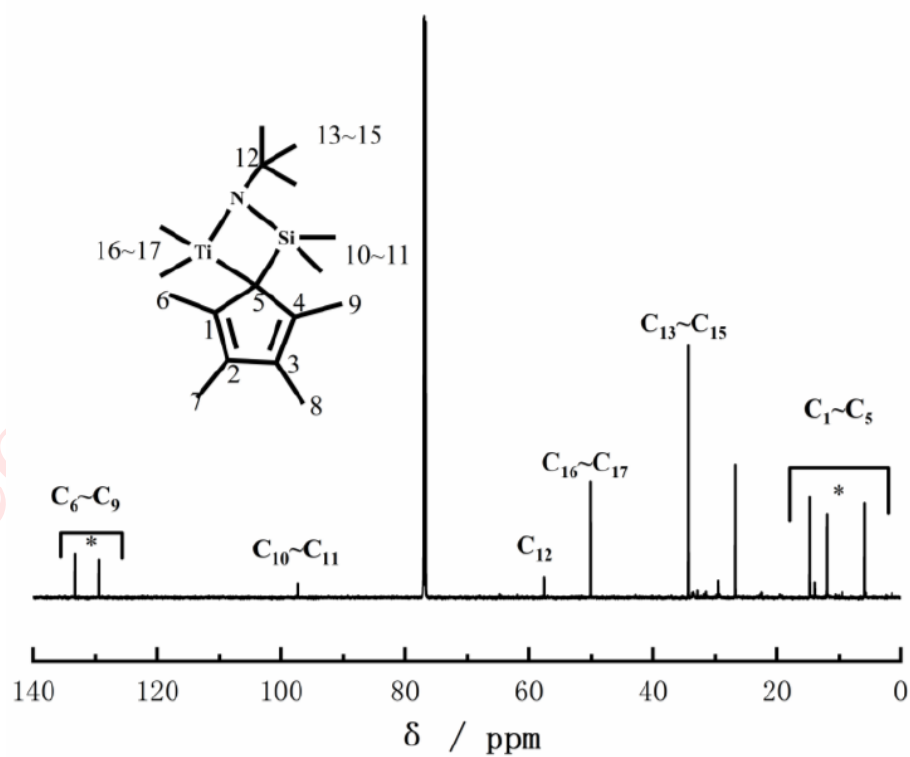 13~15
12
N
16~17
Ti
Si
10~11
6
5
4
9
1
2
3
7
8
C₁₃~C₁₅
C₁~C₅
*
C₁₆~C₁₇
C₆~C₉
*
C₁₀~C₁₁
C₁₂
140 120 100 80 60 40 20 0
δ / ppm